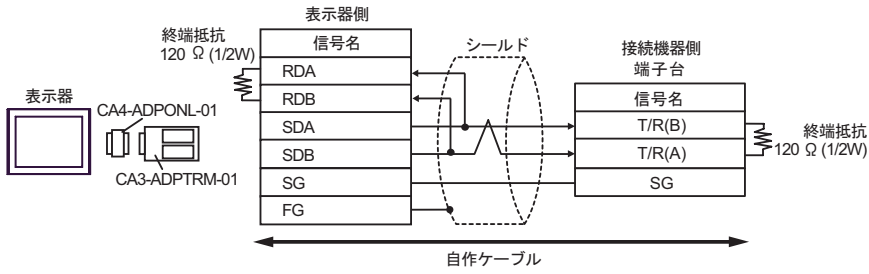 表示器側
終端抵抗
120 Ω (1/2W)
信号名
RDA
RDB
SDA
SDB
SG
FG
シールド
接続機器側
端子台
信号名
T/R(B)
T/R(A)
SG
終端抵抗
120 Ω (1/2W)
表示器
CA4-ADPONL-01
CA3-ADPTRM-01
自作ケーブル